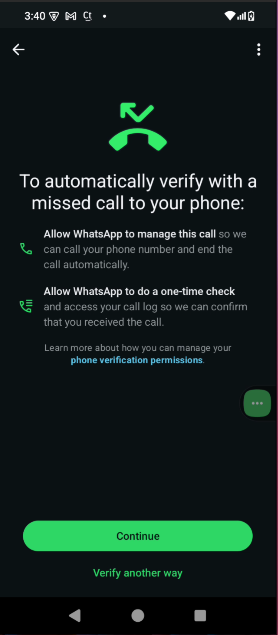 3:40
To automatically verify with a
missed call to your phone:
Allow WhatsApp to manage this call so we
can call your phone number and end the
call automatically.
Allow WhatsApp to do a one-time check
and access your call log so we can confirm
that you received the call.
Learn more about how you can manage your
phone verification permissions.
Continue
Verify another way